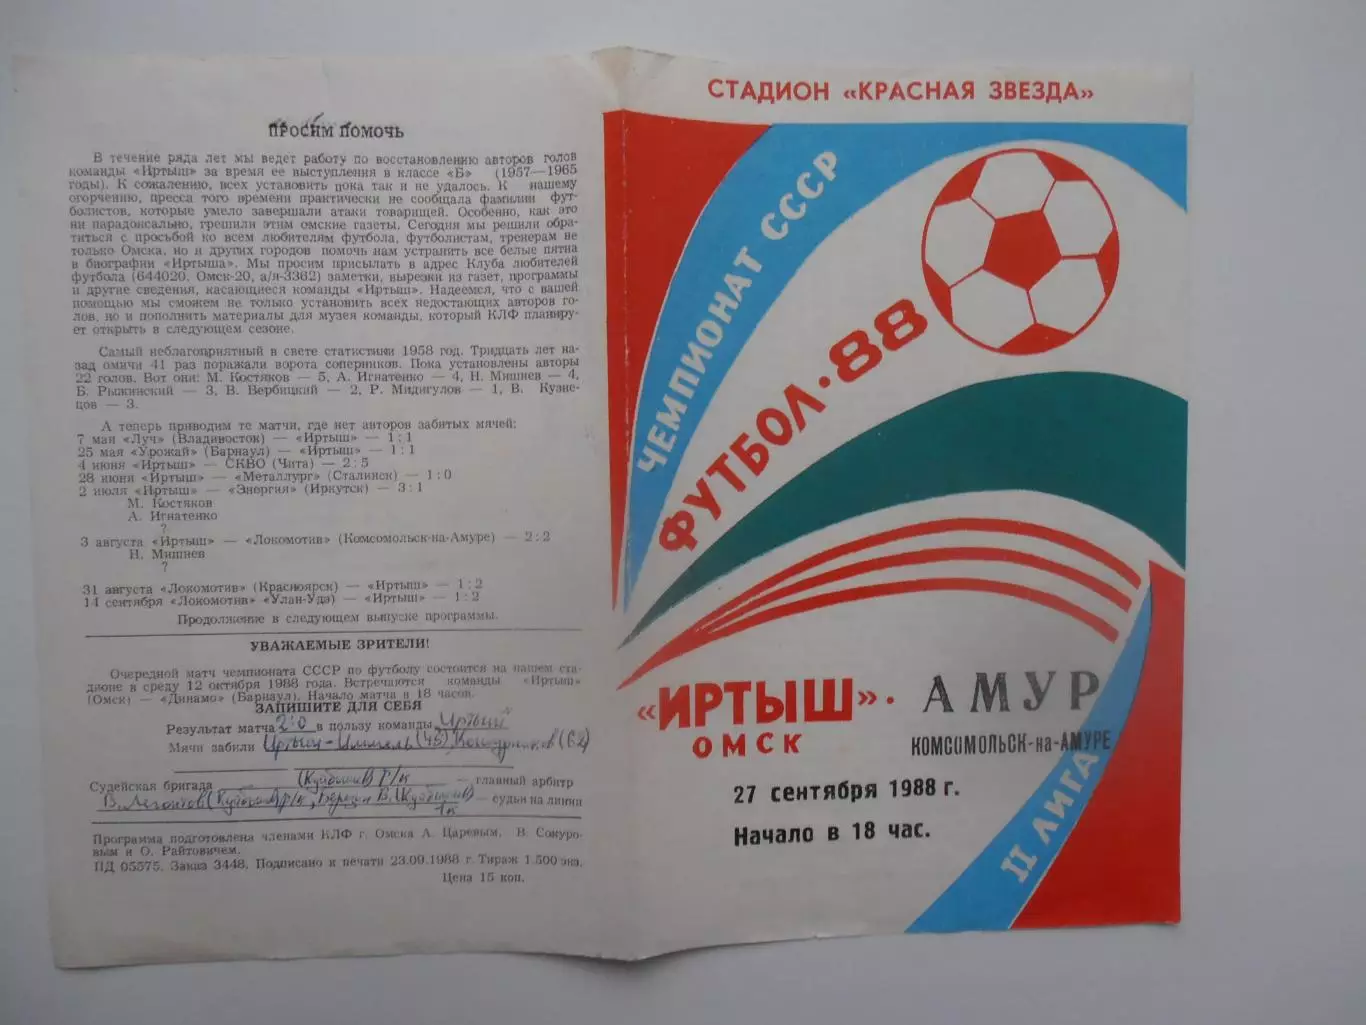 ПРОСИМ ПОМОЧЬ
В течение ряда лет мы ведет работу по восстановлению авторов голов
команды «Иртыш» за время ее выступления в классе «Б» (1957—1965
годы). К сожалению, всех установить пока так и не удалось. К нашему
огорчению, пресса того времени практически не сообщала фамилии фут-
болистов, которые умело завершали атаки товарищей. Особенно, как это
ни парадоксально, грешили этим омские газеты. Сегодня мы решили обра-
титься с просьбой ко всем любителям футбола, футболистам, тренерам не
только Омска, но и других городов помочь нам устранить все белые пятна
в биографии «Иртыша». Мы просим присылать в адрес Клуба любителей
футбола (644020, Омск-20, а/я-3362) заметки, вырезки из газет, программы
и другие сведения, касающиеся команды «Иртыш». Надеемся, что с вашей
помощью мы сможем не только установить всех недостающих авторов го-
лов, но и пополнить материалы для музея команды, который КЛФ планиру-
ет открыть в следующем сезоне.
Самый неблагоприятный в свете статистики 1958 год. Тридцать лет на-
зад омичи 41 раз поражали ворота соперников. Пока установлены авторы
22 голов. Вот они: М. Костяков — 5, А. Игнатенко — 4, Н. Мишнев — 4,
Б. Рыжинский — 3, В. Вербицкий — 2, Р. Мидигулов — 1, В. Кузне-
цов — 3.
А теперь приводим те матчи, где нет авторов забитых мячей:
7 мая «Луч» (Владивосток) — «Иртыш» — 1 : 1
25 мая «Урожай» (Барнаул) — «Иртыш» — 1 : 1
4 июня «Иртыш» — СКВО (Чита) — 2 : 5
28 июня «Иртыш» — «Металлург» (Сталинск) — 1 : 0
2 июля «Иртыш» — «Энергия» (Иркутск) — 3 : 1
М. Костяков
А. Игнатенко
?
3 августа «Иртыш» — «Локомотив» (Комсомольск-на-Амуре) — 2 : 2
Н. Мишнев
?
31 августа «Локомотив» (Красноярск) — «Иртыш» — 1 : 2
14 сентября «Локомотив» «Улан-Удэ) — «Иртыш» — 1 : 2
Продолжение в следующем выпуске программы.
УВАЖАЕМЫЕ ЗРИТЕЛИ!
Очередной матч чемпионата СССР по футболу состоится на нашем ста-
дионе в среду 12 октября 1988 года. Встречаются команды «Иртыш»
(Омск) — «Динамо» (Барнаул). Начало матча в 18 часов.
ЗАПИШИТЕ ДЛЯ СЕБЯ
Результат матча 2:0 в пользу команды Иртыш
Мячи забили Иртыш - (43) (62)
Судейская бригада (Куйбышев) р/к — главный арбитр
В. (Куйбышев) р/к, В. (Куйбышев) 1к — судьи на линии
Программа подготовлена членами КЛФ г. Омска А. Царевым, В. Сокуро-
вым и О. Райтовичем.
ПД 05575. Заказ 3448. Подписано к печати 23.09.1988 г. Тираж 1.500 экз.
Цена 15 коп.
СТАДИОН «КРАСНАЯ ЗВЕЗДА»
ЧЕМПИОНАТ СССР
ФУТБОЛ·88
«ИРТЫШ»· АМУР
ОМСК КОМСОМОЛЬСК-на-АМУРЕ
27 сентября 1988 г.
Начало в 18 час.
II ЛИГА